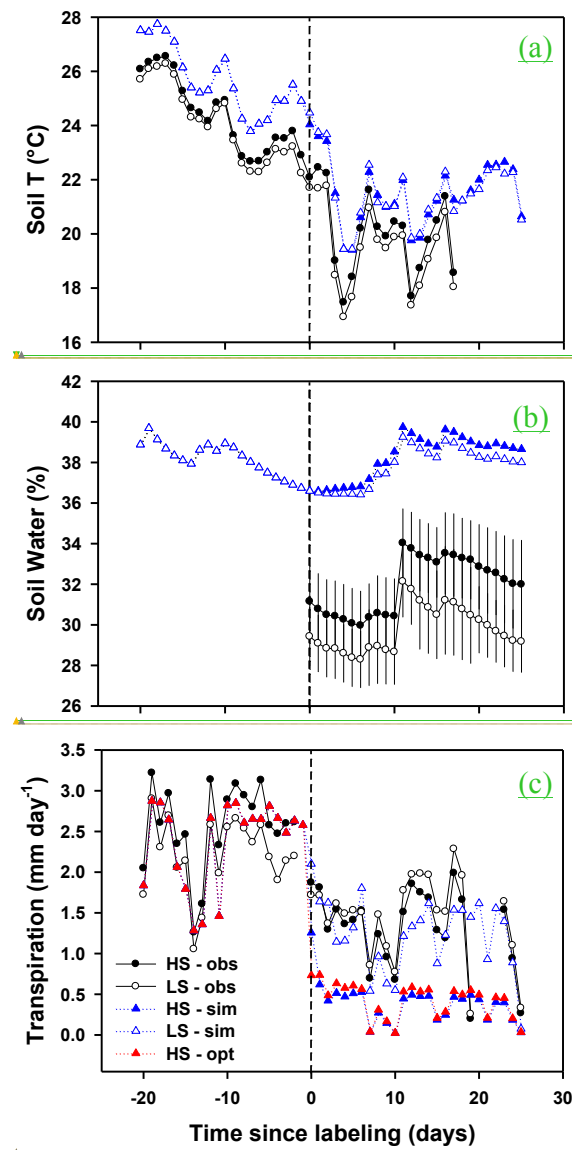 28
26
24
22
20
18
16
Soil T (°C)
(a)
42
40
38
36
34
32
30
28
26
Soil Water (%)
(b)
3.5
3.0
2.5
2.0
1.5
1.0
0.5
0.0
Transpiration (mm day⁻¹)
(c)
HS - obs
LS - obs
HS - sim
LS - sim
HS - opt
-20 -10 0 10 20 30
Time since labeling (days)